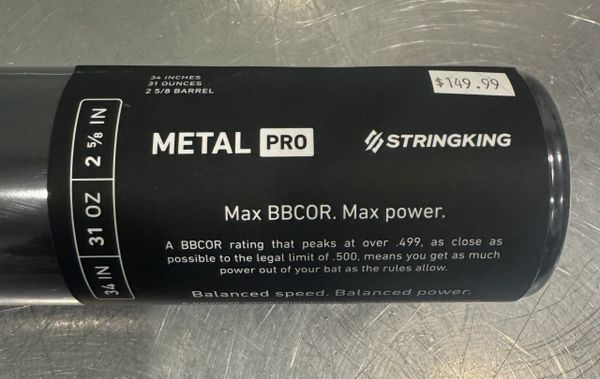 34 INCHES
31 OUNCES
2 5/8 BARREL
$149.99
34 IN | 31 OZ | 2 5/8 IN
METAL PRO
STRINGKING
Max BBCOR. Max power.
A BBCOR rating that peaks at over .499, as close as
possible to the legal limit of .500, means you get as much
power out of your bat as the rules allow.
Balanced speed. Balanced power.